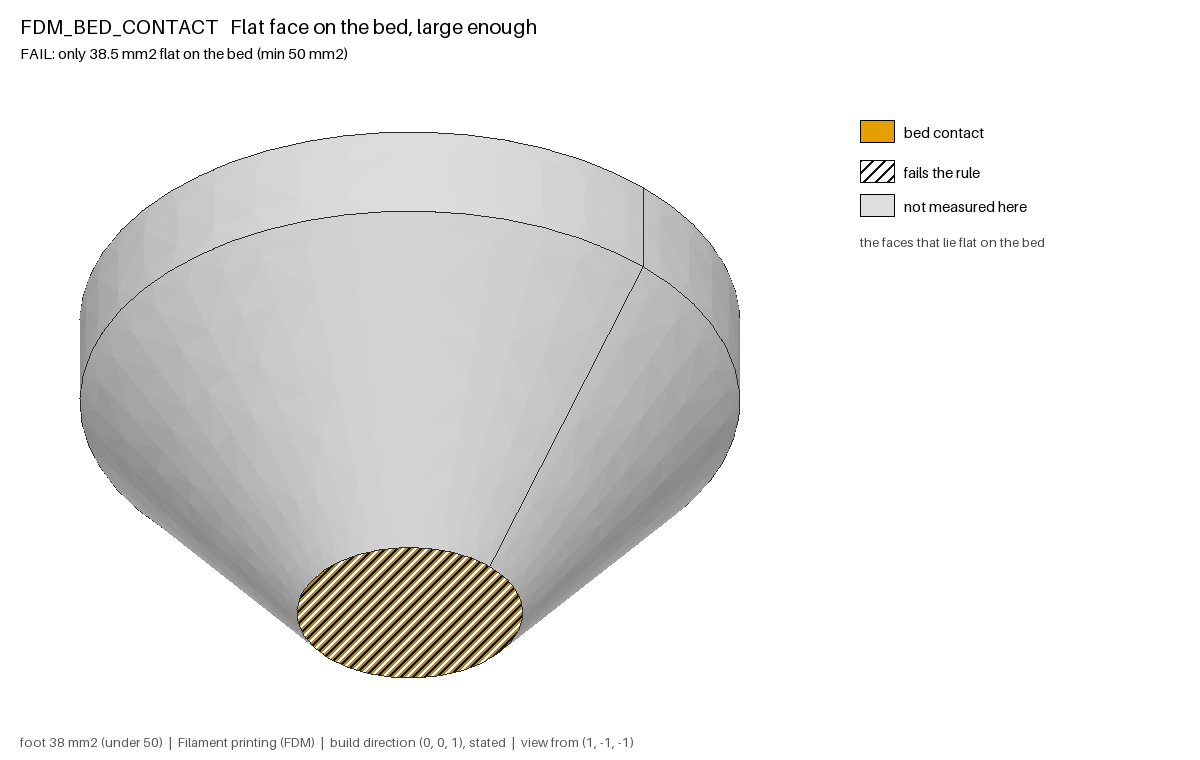 FDM_BED_CONTACT Flat face on the bed, large enough
FAIL: only 38.5 mm2 flat on the bed (min 50 mm2)
bed contact
fails the rule
not measured here
the faces that lie flat on the bed
foot 38 mm2 (under 50) | Filament printing (FDM) | build direction (0, 0, 1), stated | view from (1, -1, -1)